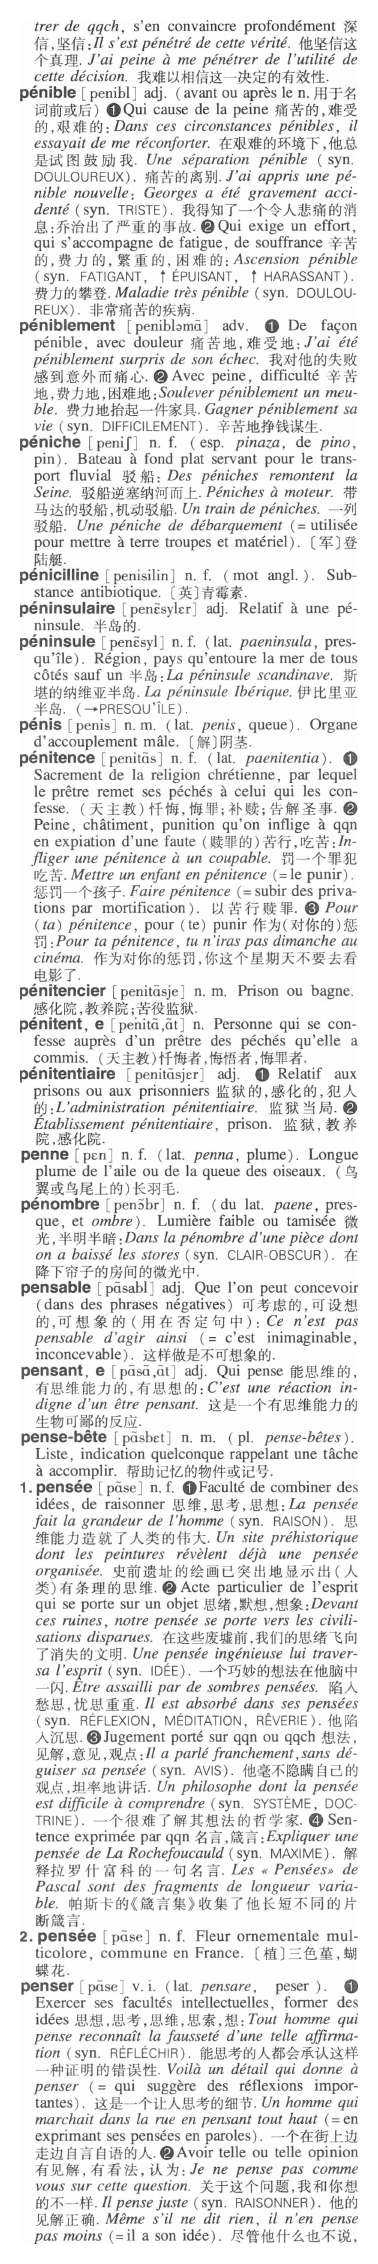 trer de qqch, s'en convaincre profondément 深
信,坚信:Il s'est pénétré de cette vérité. 他坚信这
个真理. J'ai peine à me pénétrer de l'utilité de
cette décision. 我难以相信这一决定的有效性.
pénible [penibl] adj. (avant ou après le n. 用于名
词前或后) ❶Qui cause de la peine 痛苦的,难受
的,艰难的: Dans ces circonstances pénibles, il
essayait de me réconforter. 在艰难的环境下,他总
是试图鼓励我. Une séparation pénible (syn.
DOULOUREUX). 痛苦的离别. J'ai appris une pé-
nible nouvelle: Georges a été gravement acci-
denté (syn. TRISTE). 我得知了一个令人悲痛的消
息:乔治出了严重的事故. ❷Qui exige un effort,
qui s'accompagne de fatigue, de souffrance 辛苦
的,费力的,繁重的,困难的: Ascension pénible
(syn. FATIGANT, ↑ÉPUISANT, ↑HARASSANT).
费力的攀登. Maladie très pénible (syn. DOULOU-
REUX). 非常痛苦的疾病.
péniblement [penibləmɑ̃] adv. ❶ De façon
pénible, avec douleur 痛苦地,难受地: J'ai été
péniblement surpris de son échec. 我对他的失败
感到意外而痛心. ❷Avec peine, difficulté 辛苦
地,费力地,困难地: Soulever péniblement un meu-
ble. 费力地抬起一件家具. Gagner péniblement sa
vie (syn. DIFFICILEMENT). 辛苦地挣钱谋生.
péniche [peniʃ] n. f. (esp. pinaza, de pino,
pin). Bateau à fond plat servant pour le trans-
port fluvial 驳船: Des péniches remontent la
Seine. 驳船逆塞纳河而上. Péniches à moteur. 带
马达的驳船,机动驳船. Un train de péniches. 一列
驳船. Une péniche de débarquement (= utilisée
pour mettre à terre troupes et matériel). 〔军〕登
陆艇.
pénicilline [penisilin] n. f. (mot angl.). Sub-
stance antibiotique. 〔英〕青霉素.
péninsulaire [penɛ̃sylɛr] adj. Relatif à une pé-
ninsule. 半岛的.
péninsule [penɛ̃syl] n. f. (lat. paeninsula, pres-
qu'île). Région, pays qu'entoure la mer de tous
côtés sauf un 半岛: La péninsule scandinave. 斯
堪的纳维亚半岛. La péninsule Ibérique. 伊比里亚
半岛. (→PRESQU'ÎLE).
pénis [penis] n. m. (lat. penis, queue). Organe
d'accouplement mâle. 〔解〕阴茎.
pénitence [penitɑ̃s] n. f. (lat. paenitentia). ❶
Sacrement de la religion chrétienne, par lequel
le prêtre remet ses péchés à celui qui les con-
fesse. (天主教)忏悔,悔罪;补赎;告解圣事. ❷
Peine, châtiment, punition qu'on inflige à qqn
en expiation d'une faute (赎罪的)苦行,吃苦: In-
fliger une pénitence à un coupable. 罚一个罪犯
吃苦. Mettre un enfant en pénitence (= le punir).
惩罚一个孩子. Faire pénitence (= subir des priva-
tions par mortification). 以苦行赎罪. ❸ Pour
(ta) pénitence, pour (te) punir 作为(对你的)惩
罚: Pour ta pénitence, tu n'iras pas dimanche au
cinéma. 作为对你的惩罚,你这个星期天不要去看
电影了.
pénitencier [penitɑ̃sje] n. m. Prison ou bagne.
感化院,教养院;苦役监狱.
pénitent, e [penitɑ̃,ɑ̃t] n. Personne qui se con-
fesse auprès d'un prêtre des péchés qu'elle a
commis. (天主教)忏悔者,悔悟者,悔罪者.
pénitentiaire [penitɑ̃sjɛr] adj. ❶ Relatif aux
prisons ou aux prisonniers 监狱的,感化的,犯人
的: L'administration pénitentiaire. 监狱当局. ❷
Établissement pénitentiaire, prison. 监狱,教养
院,感化院.
penne [pɛn] n. f. (lat. penna, plume). Longue
plume de l'aile ou de la queue des oiseaux. (鸟
翼或鸟尾上的)长羽毛.
pénombre [penɔ̃br] n. f. (du lat. paene, pres-
que, et ombre). Lumière faible ou tamisée 微
光,半明半暗: Dans la pénombre d'une pièce dont
on a baissé les stores (syn. CLAIR-OBSCUR). 在
降下帘子的房间的微光中.
pensable [pɑ̃sabl] adj. Que l'on peut concevoir
(dans des phrases négatives) 可考虑的,可设想
的,可想象的(用在否定句中): Ce n'est pas
pensable d'agir ainsi (= c'est inimaginable,
inconcevable). 这样做是不可想象的.
pensant, e [pɑ̃sɑ̃,ɑ̃t] adj. Qui pense 能思维的,
有思维能力的,有思想的: C'est une réaction in-
digne d'un être pensant. 这是一个有思维能力的
生物可鄙的反应.
pense-bête [pɑ̃sbɛt] n. m. (pl. pense-bêtes).
Liste, indication quelconque rappelant une tâche
à accomplir. 帮助记忆的物件或记号.
1. pensée [pɑ̃se] n. f. ❶Faculté de combiner des
idées, de raisonner 思维,思考,思想: La pensée
fait la grandeur de l'homme (syn. RAISON). 思
维能力造就了人类的伟大. Un site préhistorique
dont les peintures révèlent déjà une pensée
organisée. 史前遗址的绘画已突出地显示出(人
类)有条理的思维. ❷ Acte particulier de l'esprit
qui se porte sur un objet 思绪,默想,想象: Devant
ces ruines, notre pensée se porte vers les civili-
sations disparues. 在这些废墟前,我们的思绪飞向
了消失的文明. Une pensée ingénieuse lui traver-
sa l'esprit (syn. IDÉE). 一个巧妙的想法在他脑中
一闪. Être assailli par de sombres pensées. 陷入
愁思,忧思重重. Il est absorbé dans ses pensées
(syn. RÉFLEXION, MÉDITATION, RÊVERIE). 他陷
入沉思. ❸Jugement porté sur qqn ou qqch 想法,
见解,意见,观点: Il a parlé franchement, sans dé-
guiser sa pensée (syn. AVIS). 他毫不隐瞒自己的
观点,坦率地讲话. Un philosophe dont la pensée
est difficile à comprendre (syn. SYSTÈME, DOC-
TRINE). 一个很难了解其想法的哲学家. ❹ Sen-
tence exprimée par qqn 名言,箴言: Expliquer une
pensée de La Rochefoucauld (syn. MAXIME). 解
释拉罗什富科的一句名言. Les « Pensées» de
Pascal sont des fragments de longueur varia-
ble. 帕斯卡的《箴言集》收集了他长短不同的片
断箴言.
2. pensée [pɑ̃se] n. f. Fleur ornementale mul-
ticolore, commune en France. 〔植〕三色堇,蝴
蝶花.
penser [pɑ̃se] v. i. (lat. pensare, peser ). ❶
Exercer ses facultés intellectuelles, former des
idées 思想,思考,思维,思索,想: Tout homme qui
pense reconnaît la fausseté d'une telle affirma-
tion (syn. RÉFLÉCHIR). 能思考的人都会承认这样
一种证明的错误性. Voilà un détail qui donne à
penser (= qui suggère des réflexions impor-
tantes). 这是一个让人思考的细节. Un homme qui
marchait dans la rue en pensant tout haut (= en
exprimant ses pensées en paroles). 一个在街上边
走边自言自语的人. ❷Avoir telle ou telle opinion
有见解,有看法,认为: Je ne pense pas comme
vous sur cette question. 关于这个问题,我和你想
的不一样. Il pense juste (syn. RAISONNER). 他的
见解正确. Même s'il ne dit rien, il n'en pense
pas moins (= il a son idée). 尽管他什么也不说,